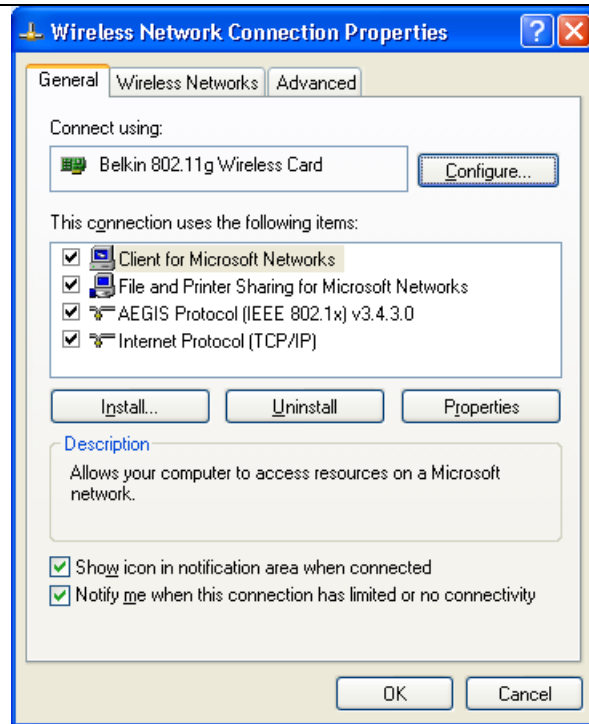 Wireless Network Connection Properties
General Wireless Networks Advanced
Connect using:
Belkin 802.11g Wireless Card Configure...
This connection uses the following items:
Client for Microsoft Networks
File and Printer Sharing for Microsoft Networks
AEGIS Protocol (IEEE 802.1x) v3.4.3.0
Internet Protocol (TCP/IP)
Install... Uninstall Properties
Description
Allows your computer to access resources on a Microsoft
network.
Show icon in notification area when connected
Notify me when this connection has limited or no connectivity
OK Cancel